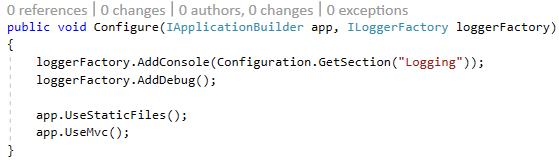 0 references | 0 changes | 0 authors, 0 changes | 0 exceptions
public void Configure(IApplicationBuilder app, ILoggerFactory loggerFactory)
{
    loggerFactory.AddConsole(Configuration.GetSection("Logging"));
    loggerFactory.AddDebug();

    app.UseStaticFiles();
    app.UseMvc();
}